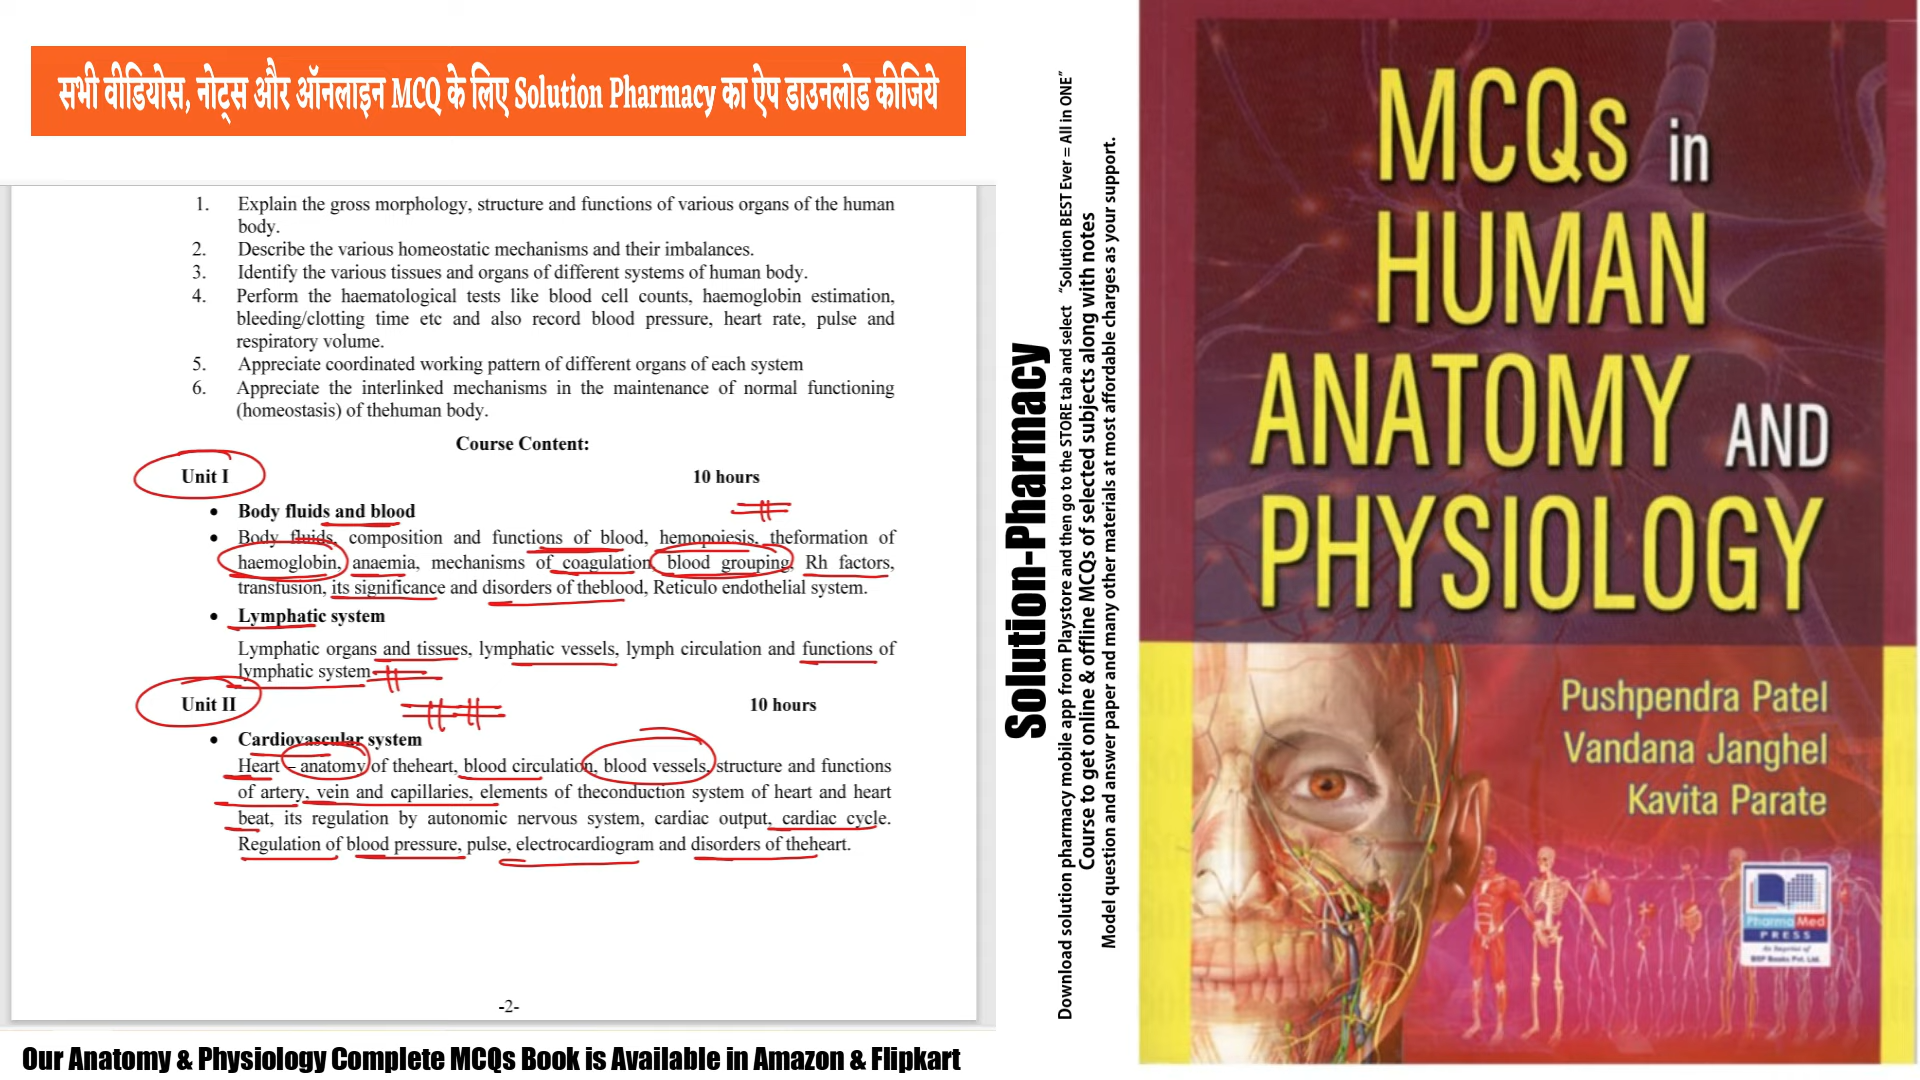 सभी वीडियोस, नोट्स और ऑनलाइन MCQ के लिए Solution Pharmacy का ऐप डाउनलोड कीजिये
1. Explain the gross morphology, structure and functions of various organs of the human
body.
2. Describe the various homeostatic mechanisms and their imbalances.
3. Identify the various tissues and organs of different systems of human body.
4. Perform the haematological tests like blood cell counts, haemoglobin estimation,
bleeding/clotting time etc and also record blood pressure, heart rate, pulse and
respiratory volume.
5. Appreciate coordinated working pattern of different organs of each system
6. Appreciate the interlinked mechanisms in the maintenance of normal functioning
(homeostasis) of thehuman body.
Course Content:
Unit I 10 hours
• Body fluids and blood
• Body fluids, composition and functions of blood, hemopoiesis, theformation of
haemoglobin, anaemia, mechanisms of coagulation, blood grouping, Rh factors,
transfusion, its significance and disorders of theblood, Reticulo endothelial system.
• Lymphatic system
Lymphatic organs and tissues, lymphatic vessels, lymph circulation and functions of
lymphatic system
Unit II 10 hours
• Cardiovascular system
Heart – anatomy of theheart, blood circulation, blood vessels, structure and functions
of artery, vein and capillaries, elements of theconduction system of heart and heart
beat, its regulation by autonomic nervous system, cardiac output, cardiac cycle.
Regulation of blood pressure, pulse, electrocardiogram and disorders of theheart.
-2-
Our Anatomy & Physiology Complete MCQs Book is Available in Amazon & Flipkart
Solution-Pharmacy
Download solution pharmacy mobile app from Playstore and then go to the STORE tab and select "Solution BEST Ever = All in ONE"
Course to get online & offline MCQs of selected subjects along with notes
Model question and answer paper and many other materials at most affordable charges as your support.
MCQs in
HUMAN
ANATOMY AND
PHYSIOLOGY
Pushpendra Patel
Vandana Janghel
Kavita Parate
PharmaMed
PRESS
An Imprint of
BSP Books Pvt. Ltd.